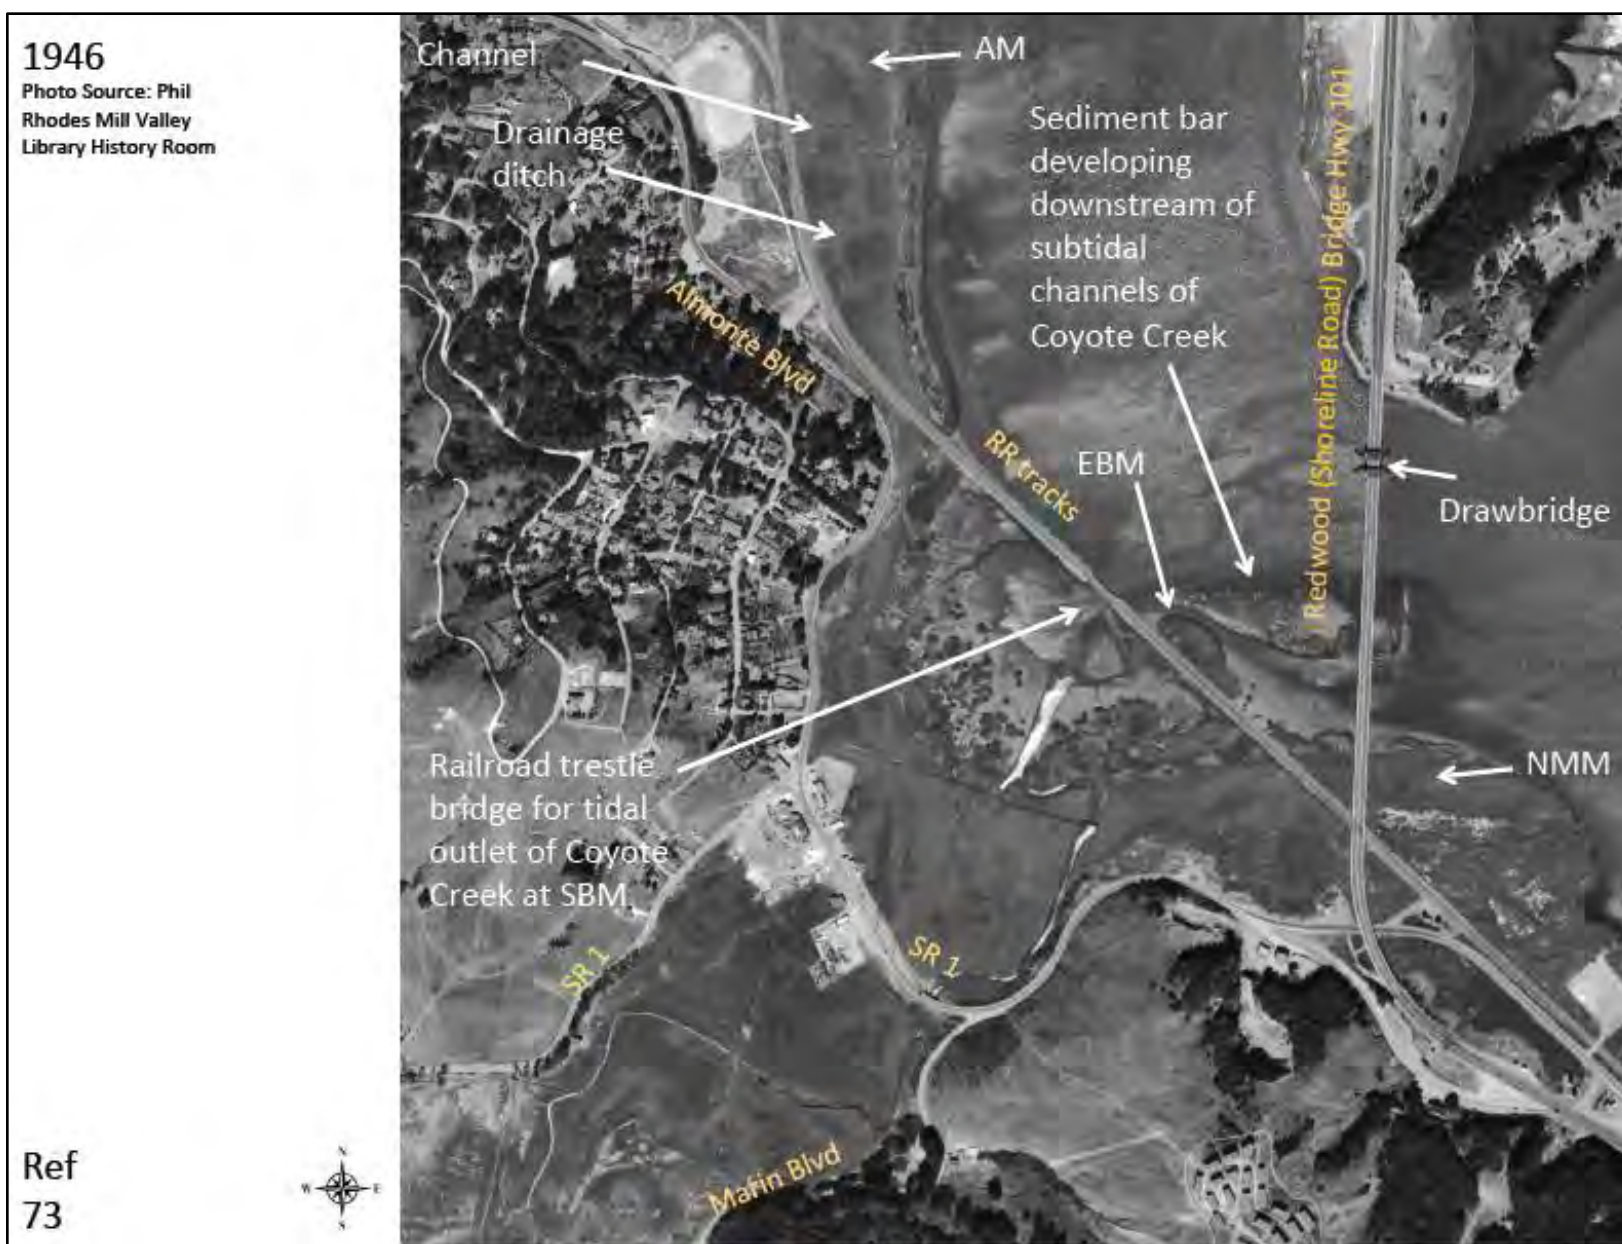 1946
Photo Source: Phil
Rhodes Mill Valley
Library History Room
Channel
AM
Drainage
ditch
Sediment bar
developing
downstream of
subtidal
channels of
Coyote Creek
Redwood (Shoreline Road) Bridge Hwy 101
Almonte Blvd
RR tracks
EBM
Drawbridge
Railroad trestle
bridge for tidal
outlet of Coyote
Creek at SBM
NMM
SR 1
SR 1
Marin Blvd
Ref
73
N
W
E
S